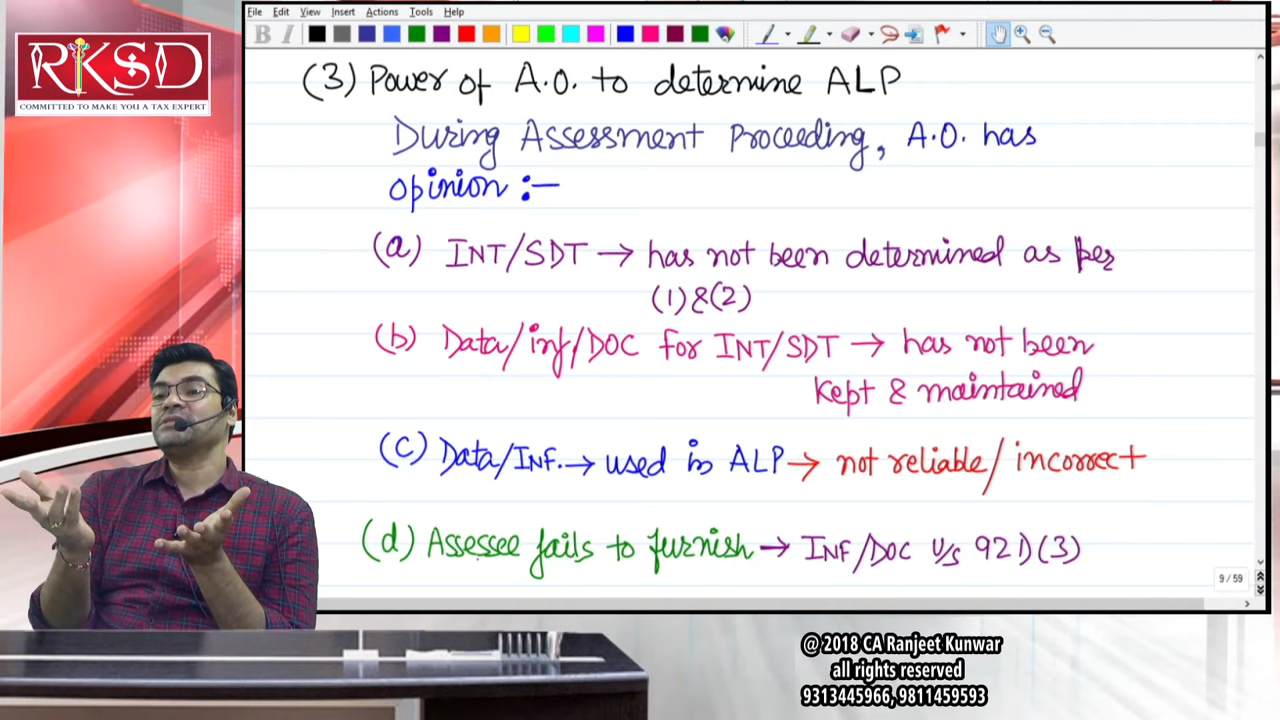 RKSD
COMMITTED TO MAKE YOU A TAX EXPERT
File Edit View Insert Actions Tools Help
B I
(3) Power of A.O. to determine ALP
During Assessment Proceeding, A.O. has
opinion :-
(a) INT/SDT → has not been determined as per
(1) & (2)
(b) Data/inf/DOC for INT/SDT → has not been
kept & maintained
(c) Data/INF. → used in ALP → not reliable/incorrect
(d) Assessee fails to furnish → INF/DOC U/S 92D(3)
9 / 59
@ 2018 CA Ranjeet Kunwar
all rights reserved
9313445966, 9811459593